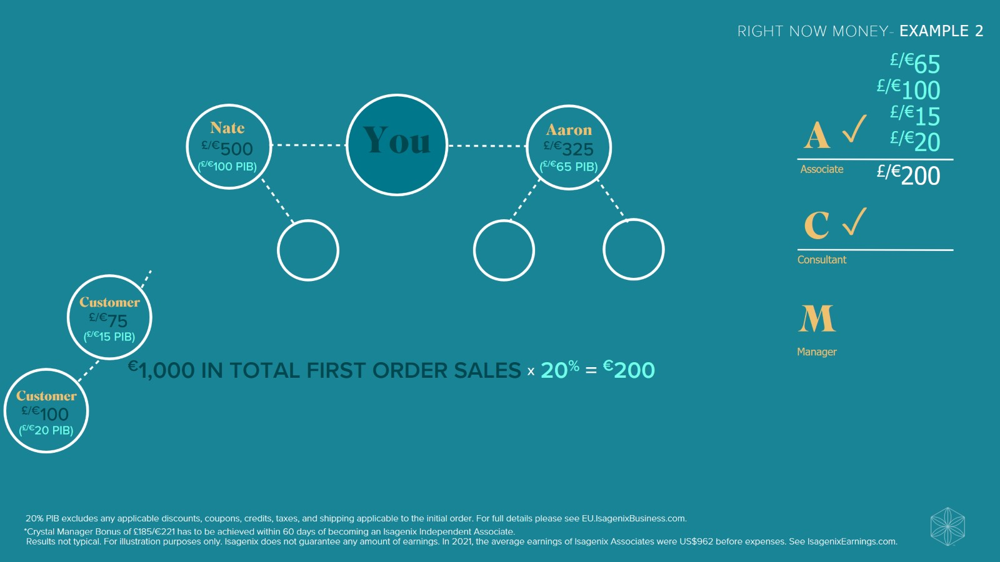 RIGHT NOW MONEY- EXAMPLE 2
£/€65
£/€100
£/€15
£/€20
A ✓
Associate
£/€200
C ✓
Consultant
M
Manager
Nate
£/€500
(£/€100 PIB)
You
Aaron
£/€325
(£/€65 PIB)
Customer
£/€75
(£/€15 PIB)
€1,000 IN TOTAL FIRST ORDER SALES x 20% = €200
Customer
£/€100
(£/€20 PIB)
20% PIB excludes any applicable discounts, coupons, credits, taxes, and shipping applicable to the initial order. For full details please see EU.IsagenixBusiness.com.
*Crystal Manager Bonus of £185/€221 has to be achieved within 60 days of becoming an Isagenix Independent Associate.
Results not typical. For illustration purposes only. Isagenix does not guarantee any amount of earnings. In 2021, the average earnings of Isagenix Associates were US$962 before expenses. See IsagenixEarnings.com.